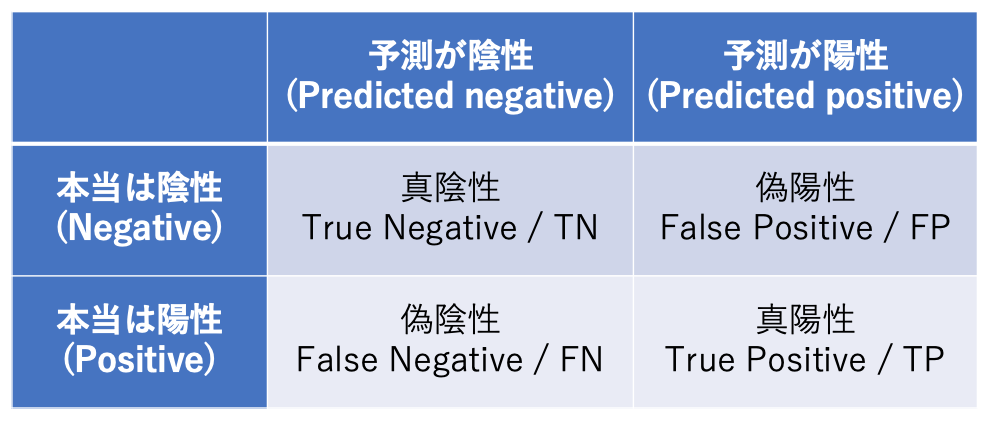 予測が陰性
(Predicted negative)
予測が陽性
(Predicted positive)
本当は陰性
(Negative)
真陰性
True Negative / TN
偽陽性
False Positive / FP
本当は陽性
(Positive)
偽陰性
False Negative / FN
真陽性
True Positive / TP